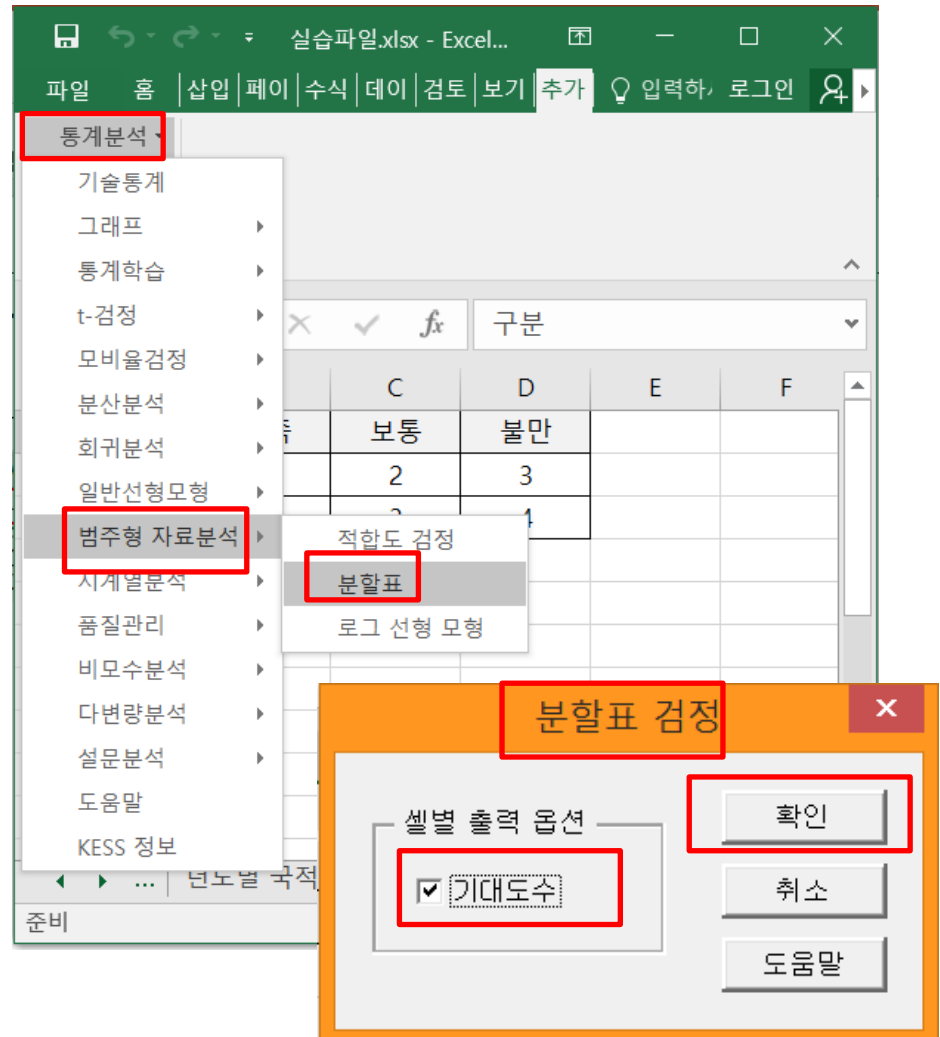 실습파일.xlsx - Excel...
파일 홈 삽입 페이 수식 데이 검토 보기 추가 입력하 로그인
통계분석
기술통계
그래프
통계학습
t-검정
모비율검정
분산분석
회귀분석
일반선형모형
범주형 자료분석
시계열분석
품질관리
비모수분석
다변량분석
설문분석
도움말
KESS 정보
적합도 검정
분할표
로그 선형 모형
fx 구분
C D E F
보통 불만
2 3
4
년도별 국적
준비
분할표 검정
셀별 출력 옵션
기대도수
확인
취소
도움말